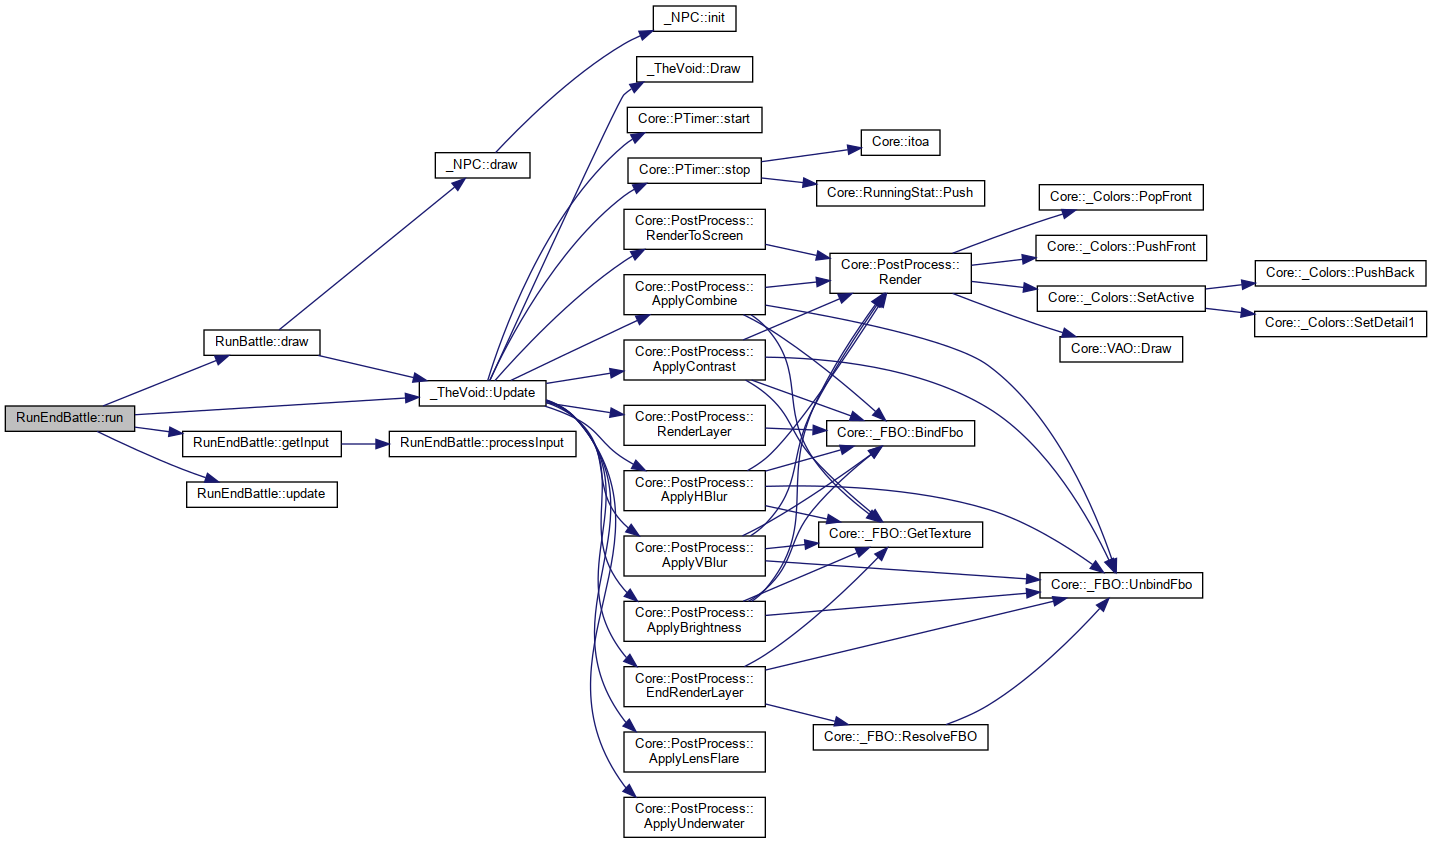 _NPC::init
_TheVoid::Draw
Core::PTimer::start
Core::itoa
_NPC::draw
Core::PTimer::stop
Core::RunningStat::Push
Core::PostProcess::
RenderToScreen
Core::_Colors::PopFront
Core::_Colors::PushFront
Core::PostProcess::
Render
Core::_Colors::PushBack
Core::PostProcess::
ApplyCombine
Core::_Colors::SetActive
Core::_Colors::SetDetail1
RunBattle::draw
Core::PostProcess::
ApplyContrast
Core::VAO::Draw
_TheVoid::Update
RunEndBattle::run
Core::PostProcess::
RenderLayer
Core::_FBO::BindFbo
RunEndBattle::getInput
RunEndBattle::processInput
RunEndBattle::update
Core::PostProcess::
ApplyHBlur
Core::_FBO::GetTexture
Core::PostProcess::
ApplyVBlur
Core::_FBO::UnbindFbo
Core::PostProcess::
ApplyBrightness
Core::PostProcess::
EndRenderLayer
Core::_FBO::ResolveFBO
Core::PostProcess::
ApplyLensFlare
Core::PostProcess::
ApplyUnderwater